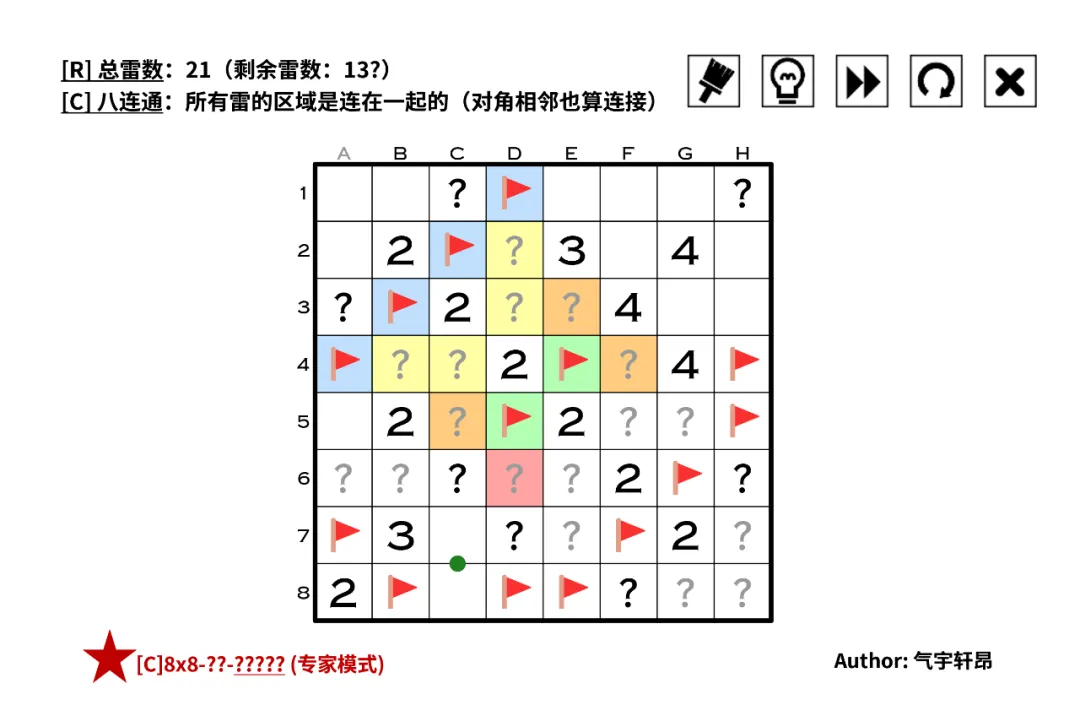 [R] 总雷数：21（剩余雷数：13?）
[C] 八连通：所有雷的区域是连在一起的（对角相邻也算连接）
A B C D E F G H
1 ? ?
2 2 ? 3 4
3 ? 2 ? ? 4
4 ? ? 2 ? 4
5 2 ? 2 ? ?
6 ? ? ? ? ? 2 ?
7 3 ? ? 2 ?
8 2 ? ? ?
[C]8x8-??-????? (专家模式)
Author: 气宇轩昂